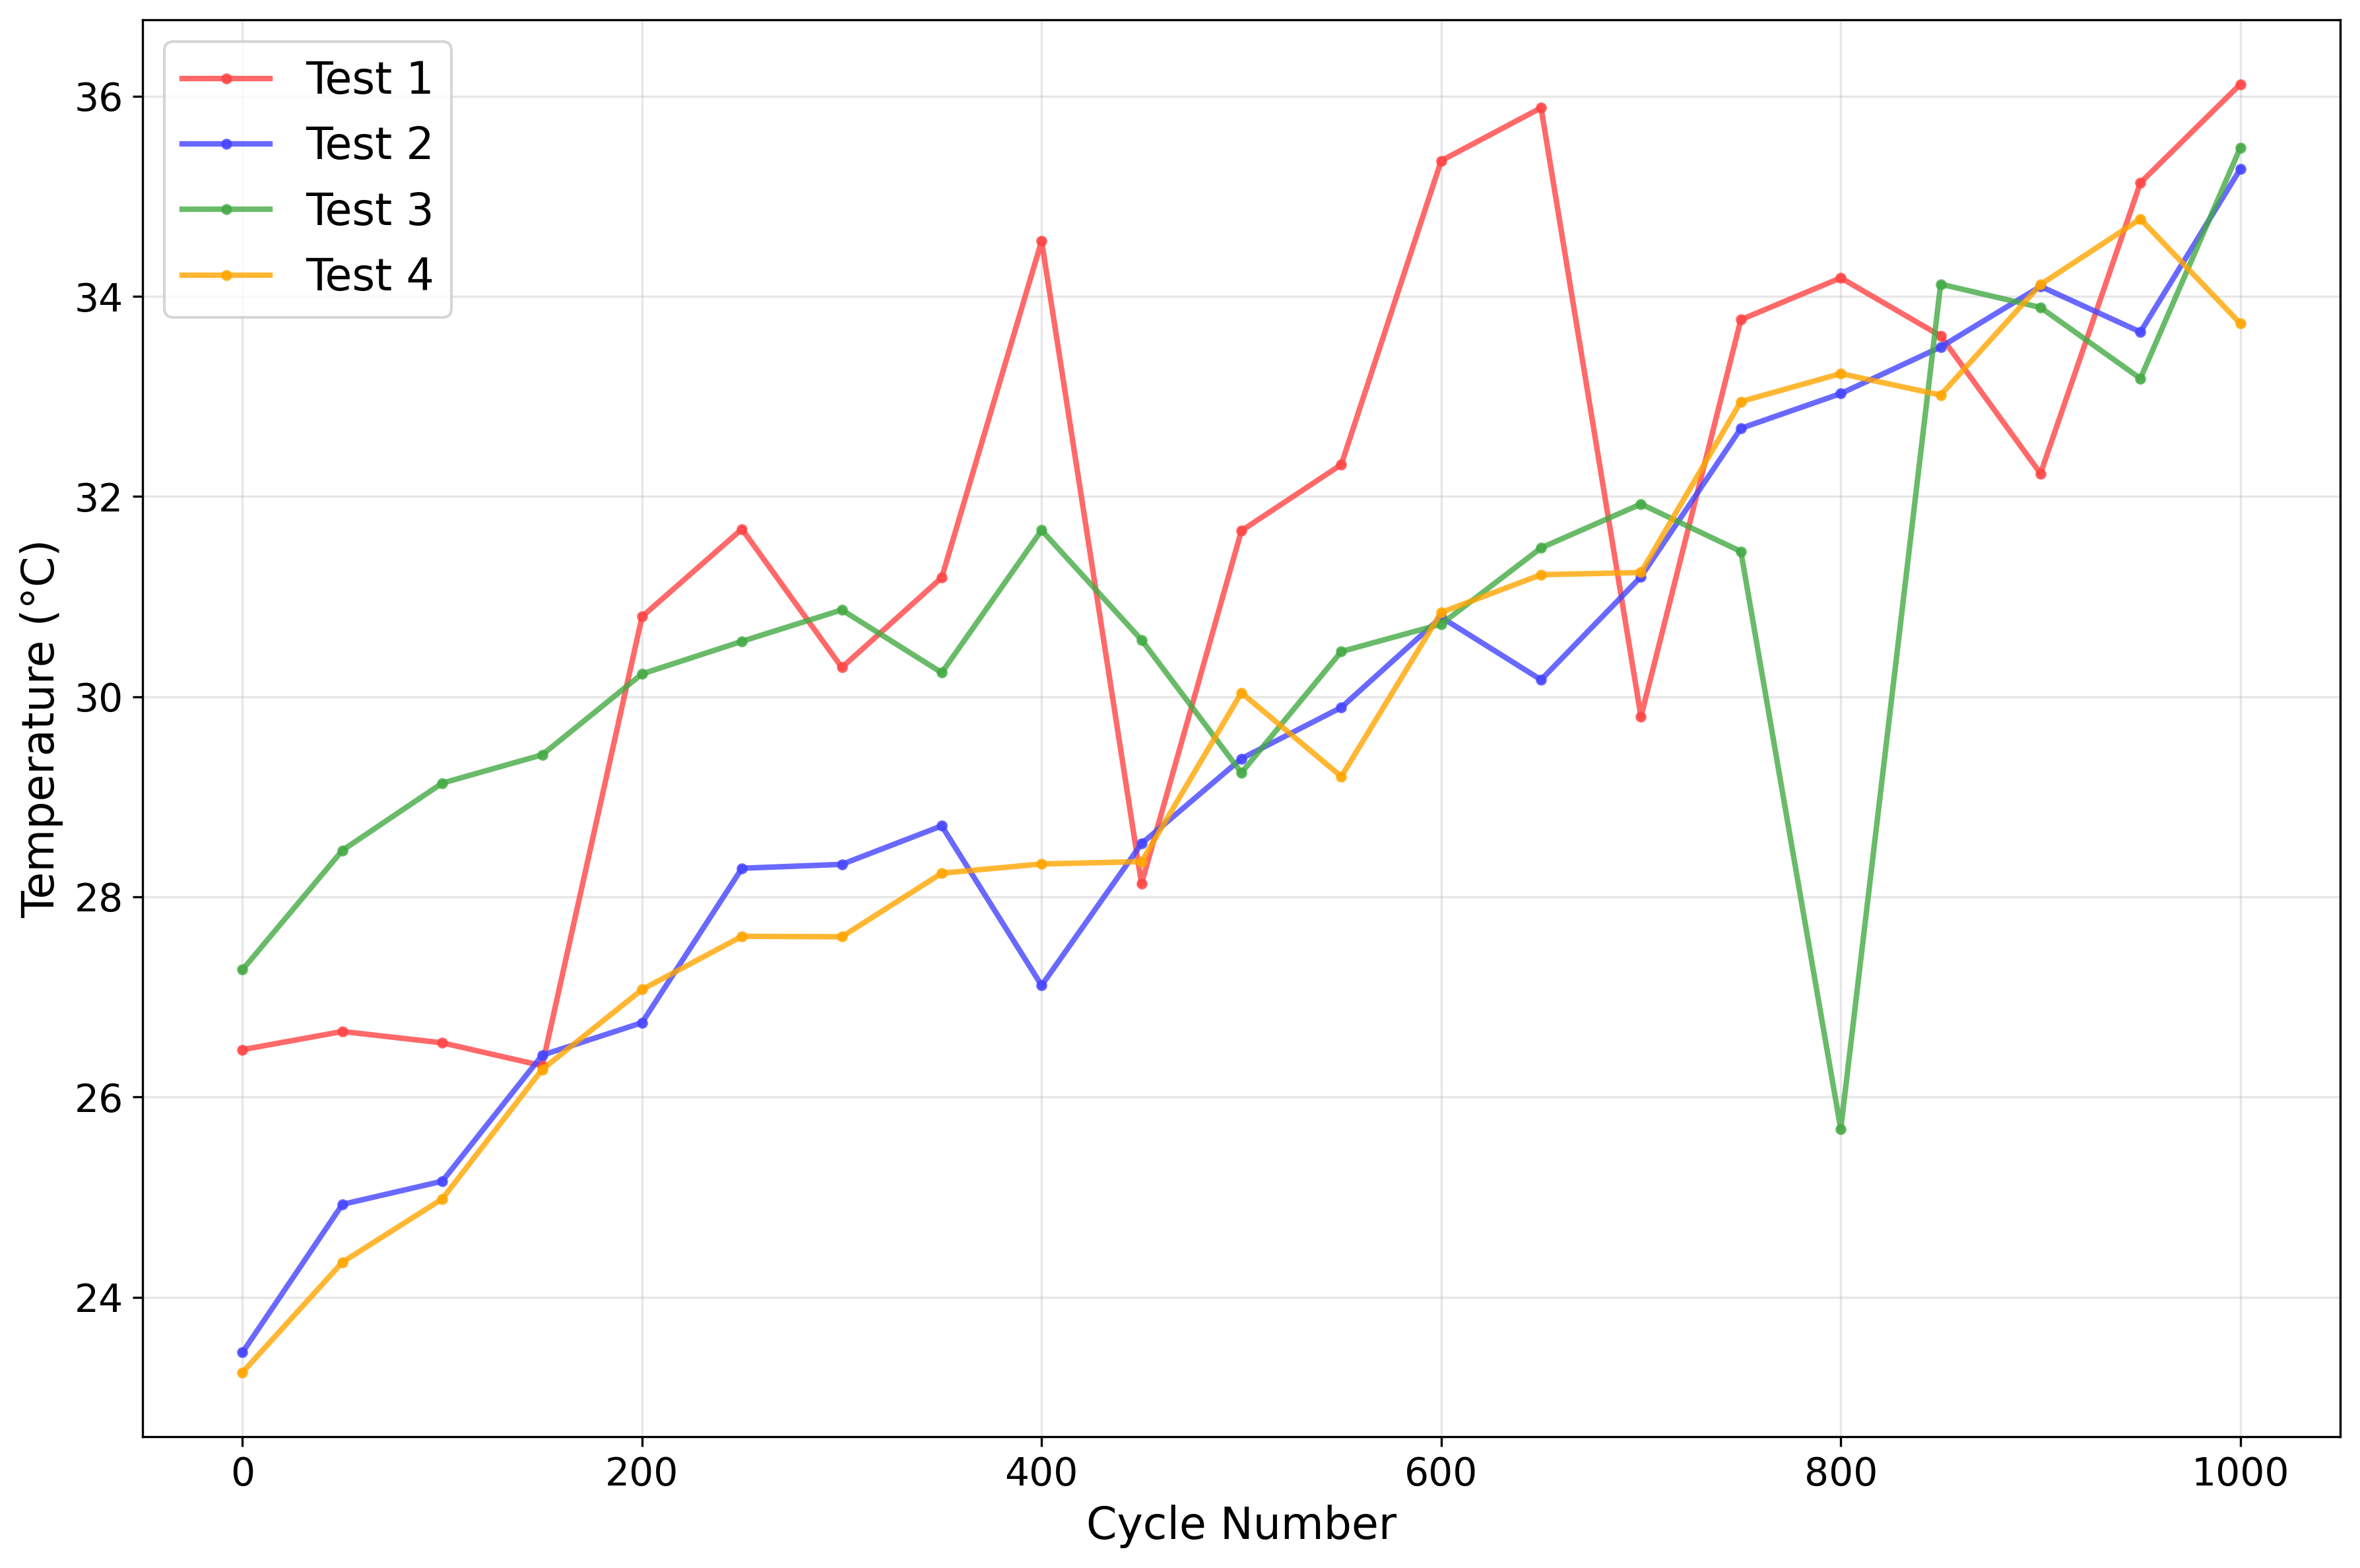 Test 1
Test 2
Test 3
Test 4
36
34
32
30
28
26
24
Temperature (°C)
0 200 400 600 800 1000
Cycle Number